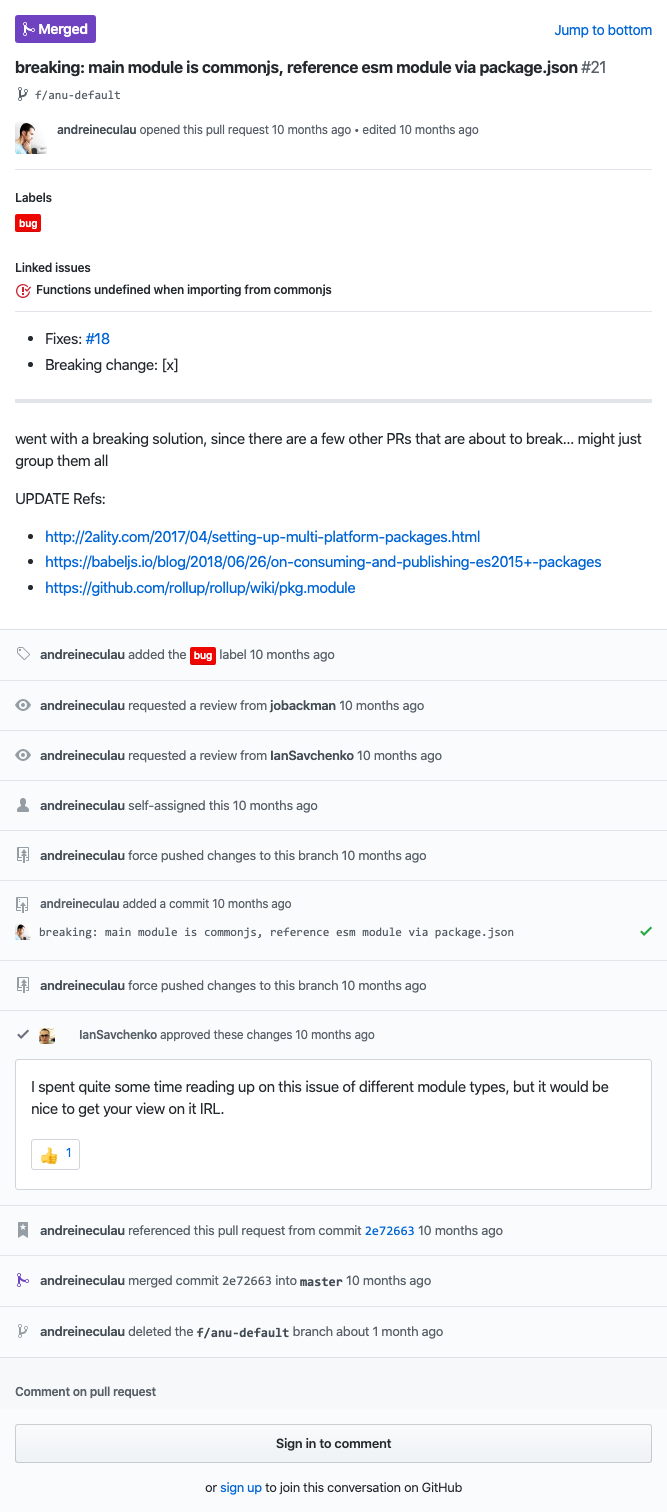 Merged
Jump to bottom
breaking: main module is commonjs, reference esm module via package.json #21
f/anu-default
andreineculau opened this pull request 10 months ago • edited 10 months ago
Labels
bug
Linked issues
Functions undefined when importing from commonjs
• Fixes: #18
• Breaking change: [x]
went with a breaking solution, since there are a few other PRs that are about to break... might just
group them all
UPDATE Refs:
• http://2ality.com/2017/04/setting-up-multi-platform-packages.html
• https://babeljs.io/blog/2018/06/26/on-consuming-and-publishing-es2015+-packages
• https://github.com/rollup/rollup/wiki/pkg.module
andreineculau added the bug label 10 months ago
andreineculau requested a review from jobackman 10 months ago
andreineculau requested a review from IanSavchenko 10 months ago
andreineculau self-assigned this 10 months ago
andreineculau force pushed changes to this branch 10 months ago
andreineculau added a commit 10 months ago
breaking: main module is commonjs, reference esm module via package.json
andreineculau force pushed changes to this branch 10 months ago
IanSavchenko approved these changes 10 months ago
I spent quite some time reading up on this issue of different module types, but it would be
nice to get your view on it IRL.
👍 1
andreineculau referenced this pull request from commit 2e72663 10 months ago
andreineculau merged commit 2e72663 into master 10 months ago
andreineculau deleted the f/anu-default branch about 1 month ago
Comment on pull request
Sign in to comment
or sign up to join this conversation on GitHub